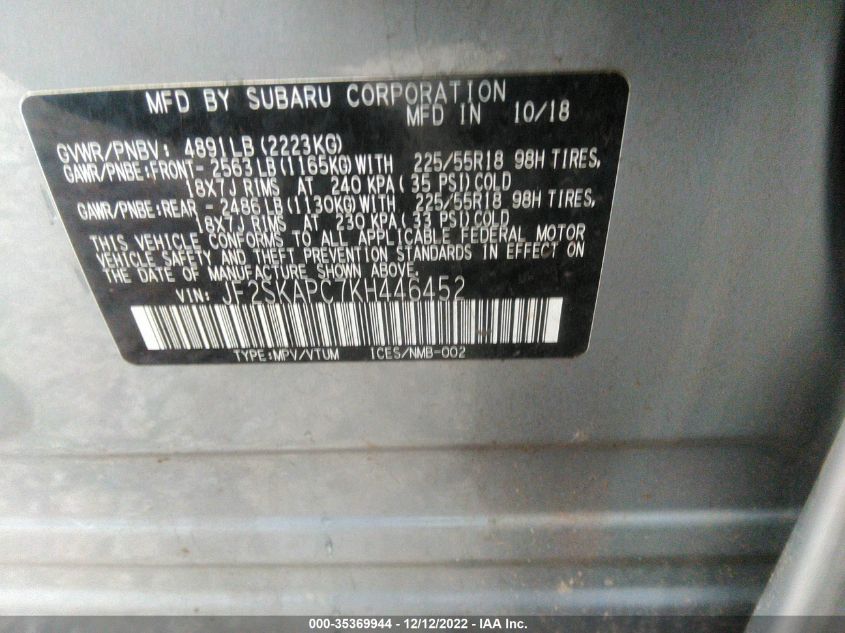 MFD BY SUBARU CORPORATION
MFD IN 10/18
GVWR/PNBV: 4891LB (2223KG)
GAWR/PNBE:FRONT- 2563LB(1165KG)WITH 225/55R18 98H TIRES,
18X7J RIMS AT 240 KPA( 35 PSI)COLD
GAWR/PNBE:REAR - 2486LB(1130KG)WITH 225/55R18 98H TIRES,
18X7J RIMS AT 230 KPA( 33 PSI)COLD
THIS VEHICLE CONFORMS TO ALL APPLICABLE FEDERAL MOTOR
VEHICLE SAFETY AND THEFT PREVENTION STANDARDS IN EFFECT ON
THE DATE OF MANUFACTURE SHOWN ABOVE.
VIN: JF2SKAPC7KH446452
TYPE:MPV/VTUM ICES/NMB-002
000-35369944 - 12/12/2022 - IAA Inc.